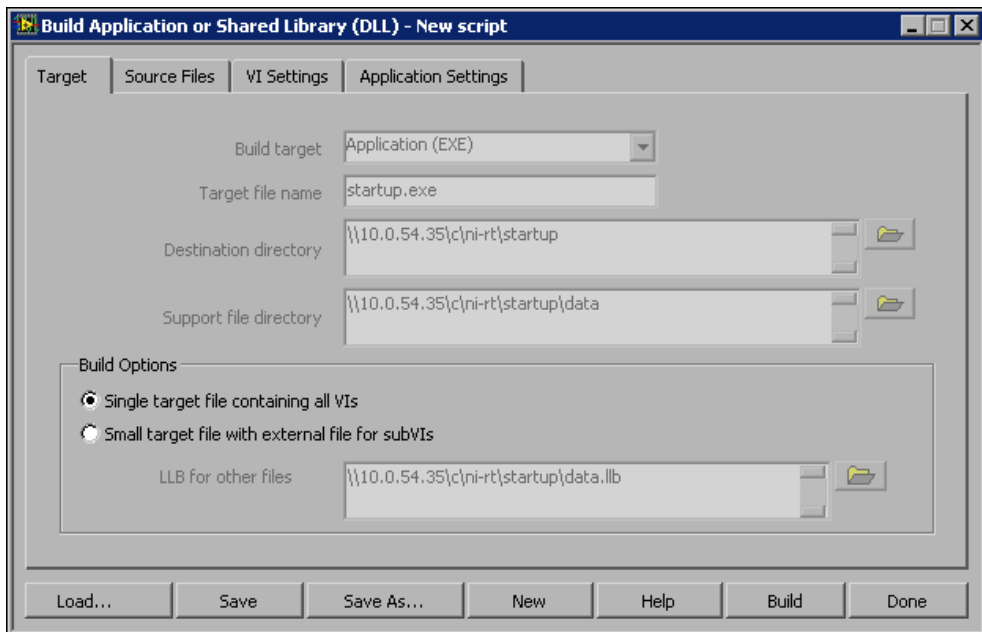 Build Application or Shared Library (DLL) - New script
Target Source Files VI Settings Application Settings
Build target Application (EXE)
Target file name startup.exe
Destination directory \\10.0.54.35\c\ni-rt\startup
Support file directory \\10.0.54.35\c\ni-rt\startup\data
Build Options
Single target file containing all VIs
Small target file with external file for subVIs
LLB for other files \\10.0.54.35\c\ni-rt\startup\data.llb
Load... Save Save As... New Help Build Done